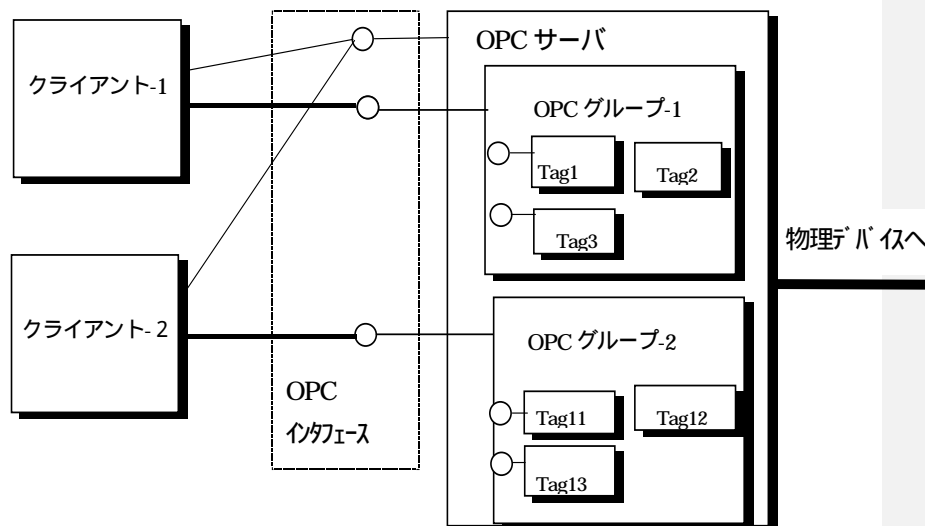 OPC サーバ
クライアント-1
OPC グループ-1
Tag1
Tag2
Tag3
物理デバイスへ
クライアント-２
OPC グループ-2
OPC
インタフェース
Tag11
Tag12
Tag13